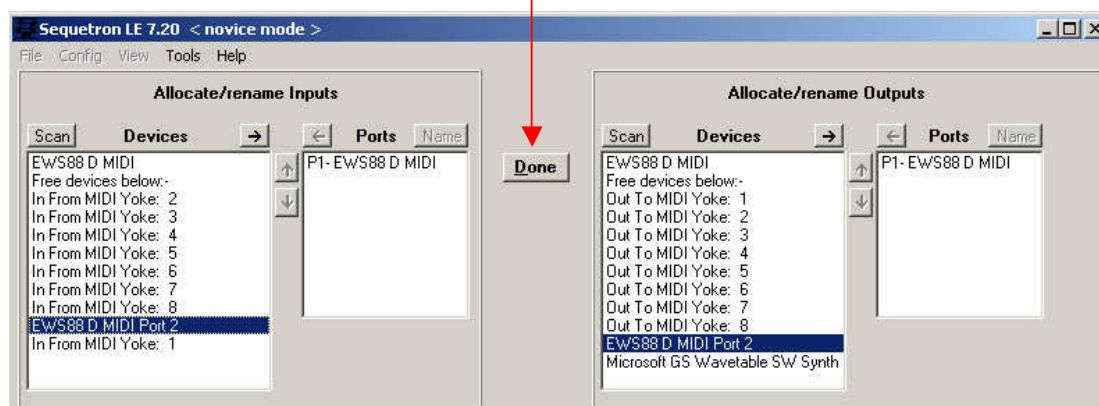 Sequetron LE 7.20 < novice mode >
File Config View Tools Help
Allocate/rename Inputs
Scan Devices → ← Ports Name
EWS88 D MIDI
Free devices below:-
In From MIDI Yoke: 2
In From MIDI Yoke: 3
In From MIDI Yoke: 4
In From MIDI Yoke: 5
In From MIDI Yoke: 6
In From MIDI Yoke: 7
In From MIDI Yoke: 8
EWS88 D MIDI Port 2
In From MIDI Yoke: 1
P1- EWS88 D MIDI
Done
Allocate/rename Outputs
Scan Devices → ← Ports Name
EWS88 D MIDI
Free devices below:-
Out To MIDI Yoke: 1
Out To MIDI Yoke: 2
Out To MIDI Yoke: 3
Out To MIDI Yoke: 4
Out To MIDI Yoke: 5
Out To MIDI Yoke: 6
Out To MIDI Yoke: 7
Out To MIDI Yoke: 8
EWS88 D MIDI Port 2
Microsoft GS Wavetable SW Synth
P1- EWS88 D MIDI